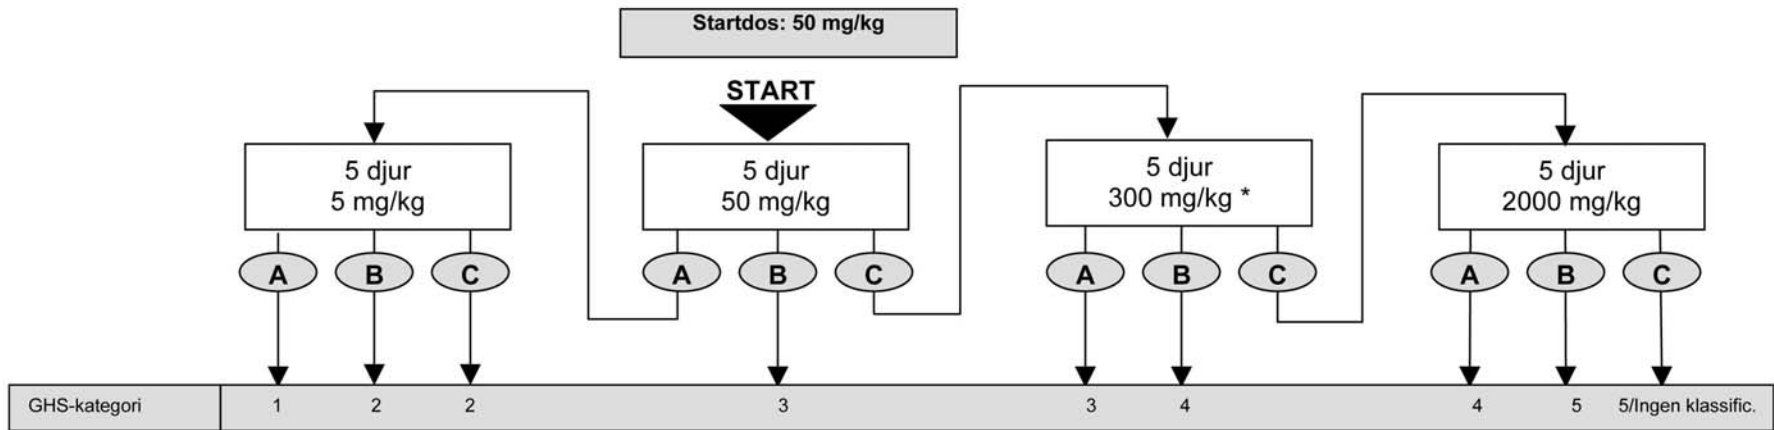 Startdos: 50 mg/kg
START
5 djur
5 mg/kg
5 djur
50 mg/kg
5 djur
300 mg/kg *
5 djur
2000 mg/kg
A B C A B C A B C A B C
GHS-kategori 1 2 2 3 3 4 4 5 5/Ingen klassific.